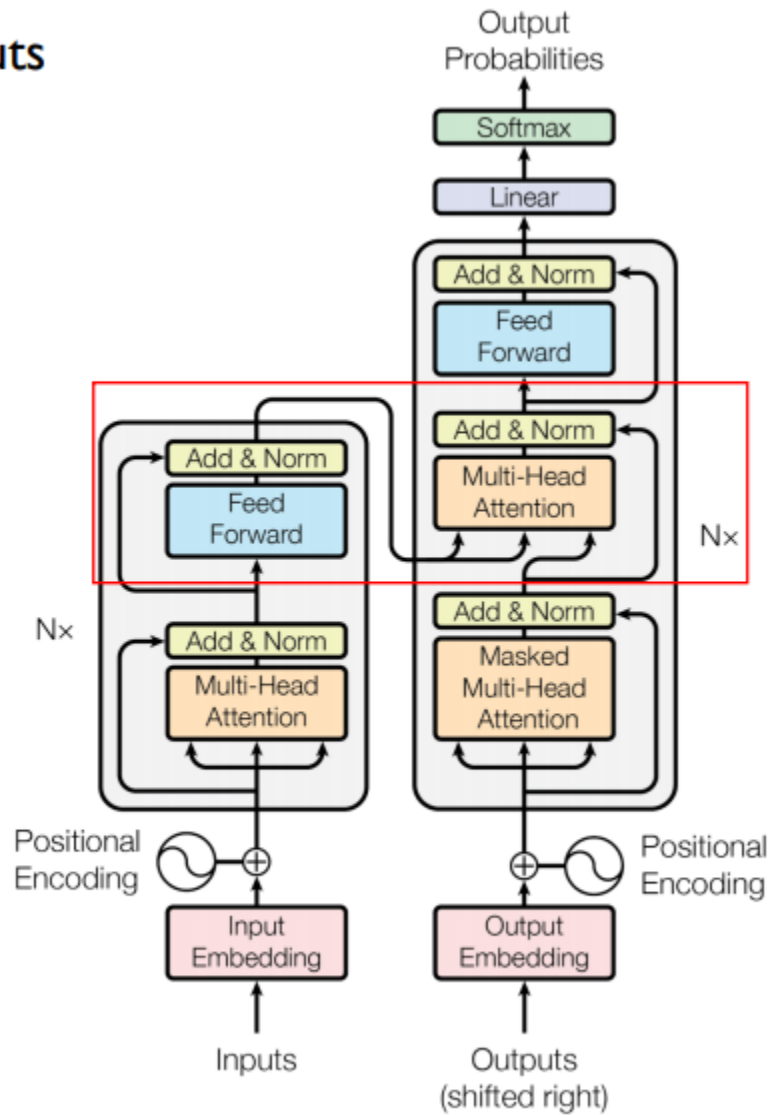 Output
Probabilities
Softmax
Linear
Add & Norm
Feed
Forward
Add & Norm
Multi-Head
Attention
Nx
Add & Norm
Masked
Multi-Head
Attention
Add & Norm
Feed
Forward
Nx
Add & Norm
Multi-Head
Attention
Positional
Encoding
Positional
Encoding
Input
Embedding
Output
Embedding
Inputs
Outputs
(shifted right)